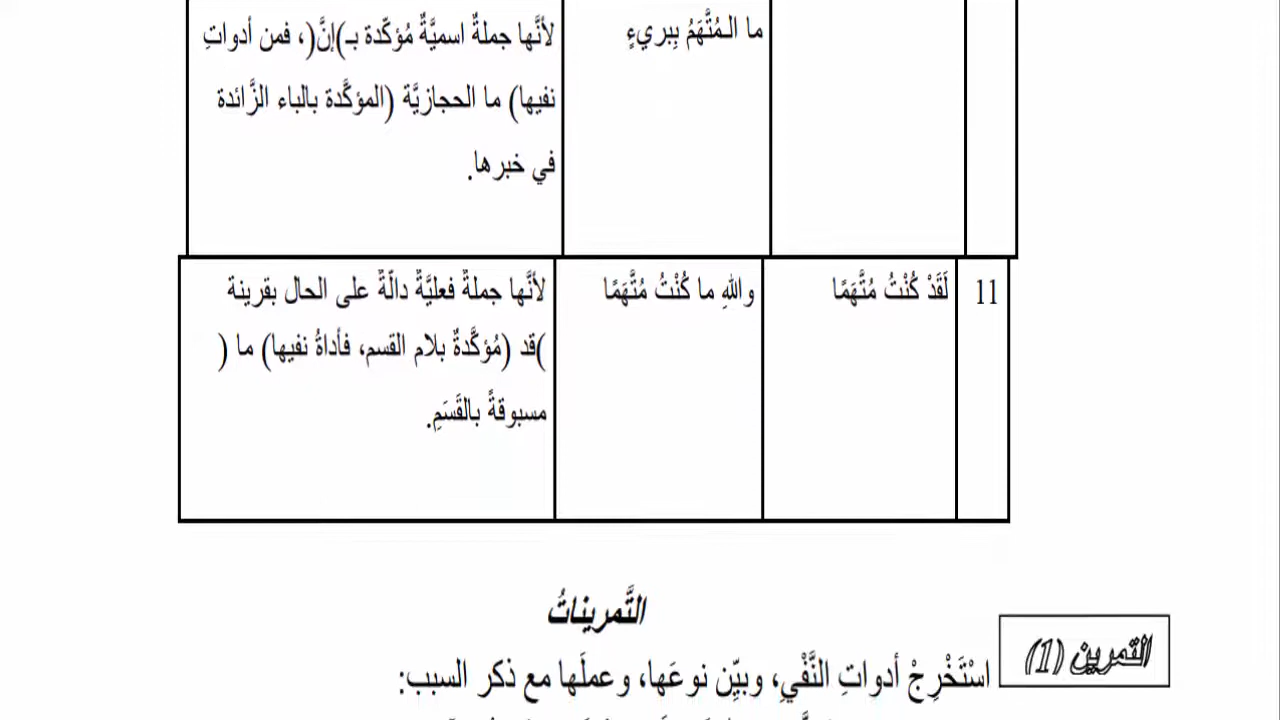 ما الـمُتَّهَمُ بِبريءٍ
لأنَّها جملةٌ اسميَّةٌ مُؤكّدة بـ)إنَّ(، فمن أدواتِ
نفيها) ما الحجازيَّة (المؤكَّدة بالباء الزَّائدة
في خبرها.
11
لَقَدْ كُنْتُ مُتَّهَمًا
واللهِ ما كُنْتُ مُتَّهَمًا
لأنَّها جملةٌ فعليَّةٌ دالّةٌ على الحال بقرينة
)قد (مُؤكَّدةٌ بلام القسم، فأداةُ نفيها) ما (
مسبوقةً بالقَسَمِ.
التَّمريناتُ
التمرين (1)
اسْتَخْرِجْ أدواتِ النَّفْيِ، وبيِّن نوعَها، وعملَها مع ذكر السبب: